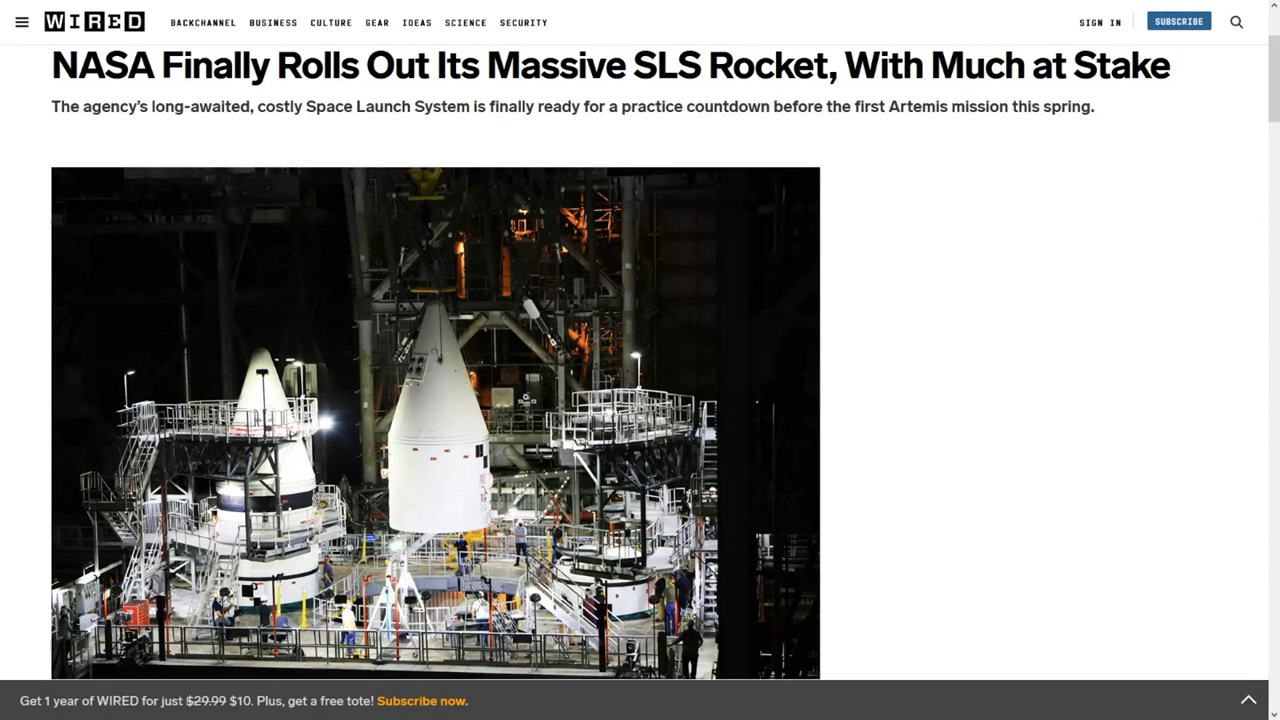 WIRED
BACKCHANNEL BUSINESS CULTURE GEAR IDEAS SCIENCE SECURITY
SIGN IN
SUBSCRIBE
NASA Finally Rolls Out Its Massive SLS Rocket, With Much at Stake
The agency’s long-awaited, costly Space Launch System is finally ready for a practice countdown before the first Artemis mission this spring.
Get 1 year of WIRED for just $29.99 $10. Plus, get a free tote! Subscribe now.